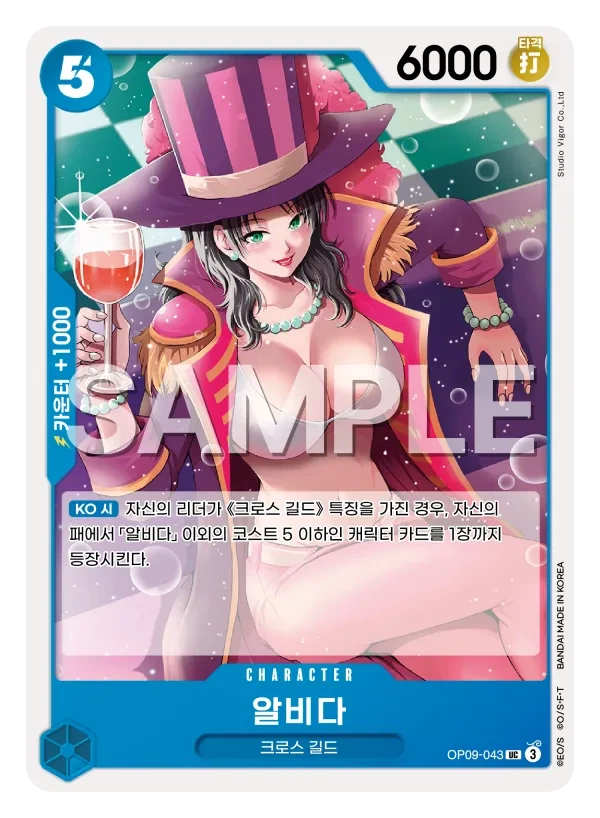 5
6000
타격
打
Studio Vigor Co.,Ltd
카운터 +1000
SAMPLE
KO 시 자신의 리더가 《크로스 길드》 특징을 가진 경우, 자신의
패에서 「알비다」 이외의 코스트 5 이하인 캐릭터 카드를 1장까지
등장시킨다.
CHARACTER
알비다
크로스 길드
OP09-043 UC 3
©EO/S ©O/S·F·T BANDAI MADE IN KOREA